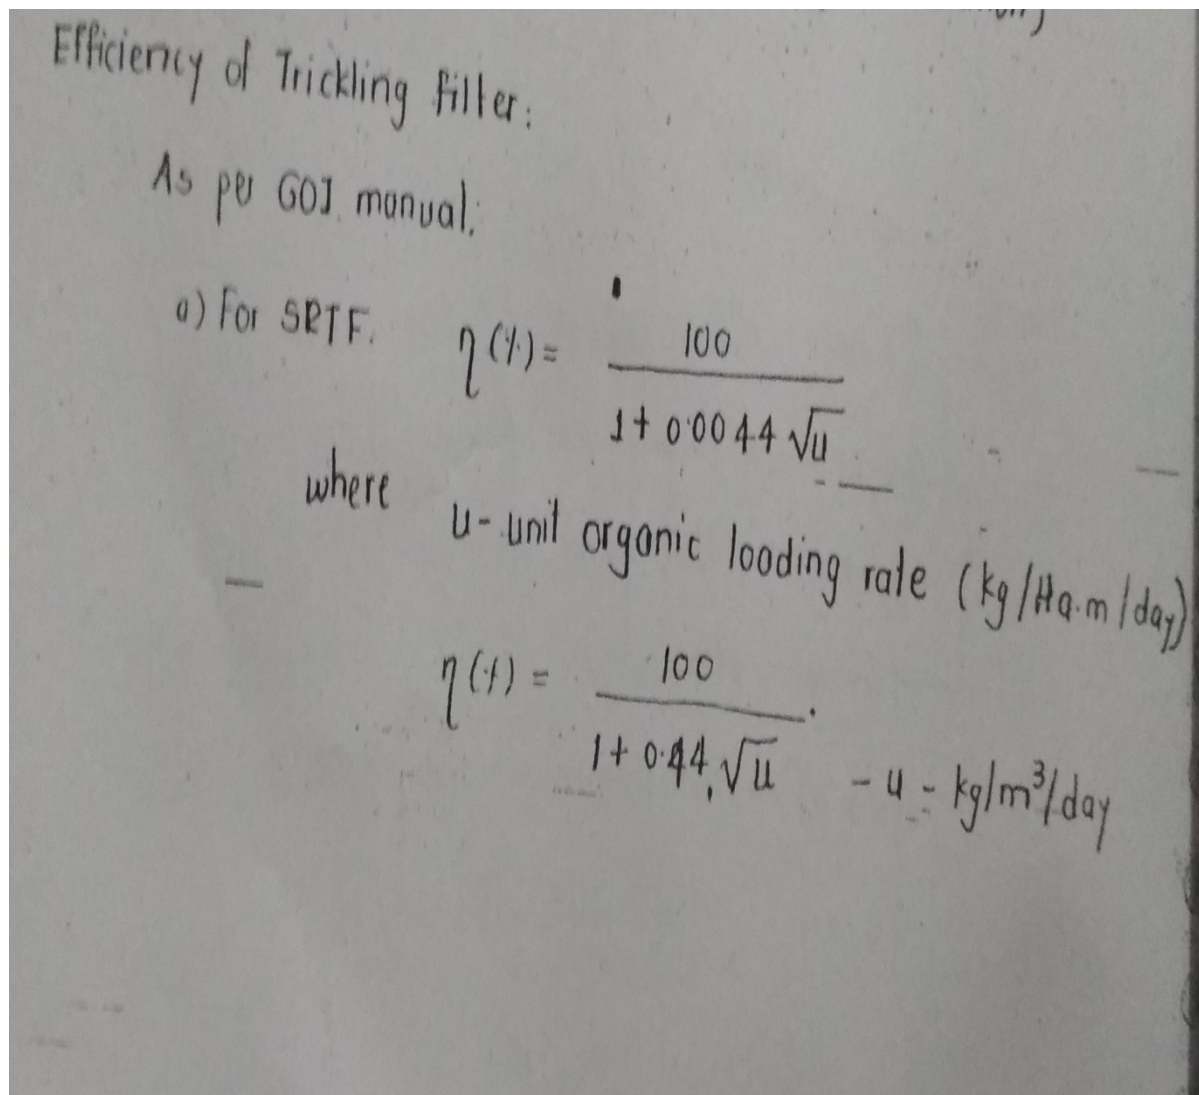 Efficiency of Trickling filter:
As per GOI manual:
a) For SRTF. η (%) = 100 / 1 + 0.0044 √u
where u - unit organic loading rate (kg/Ha.m/day)
η (%) = 100 / 1 + 0.44 √u - u - kg/m³/day